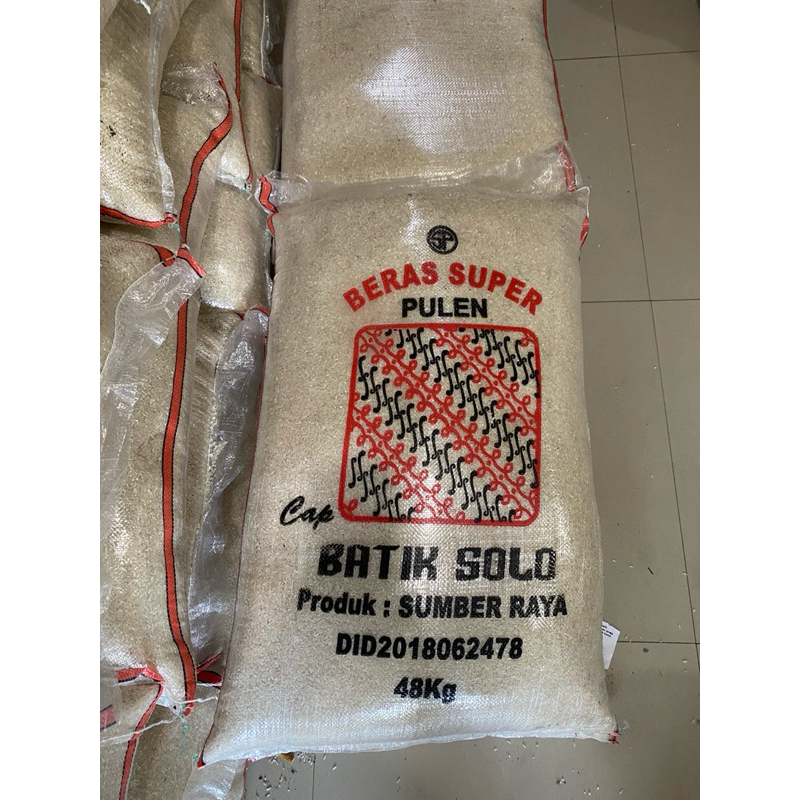 BERAS SUPER
PULEN
Cap
BATIK SOLO
Produk : SUMBER RAYA
DID2018062478
48Kg